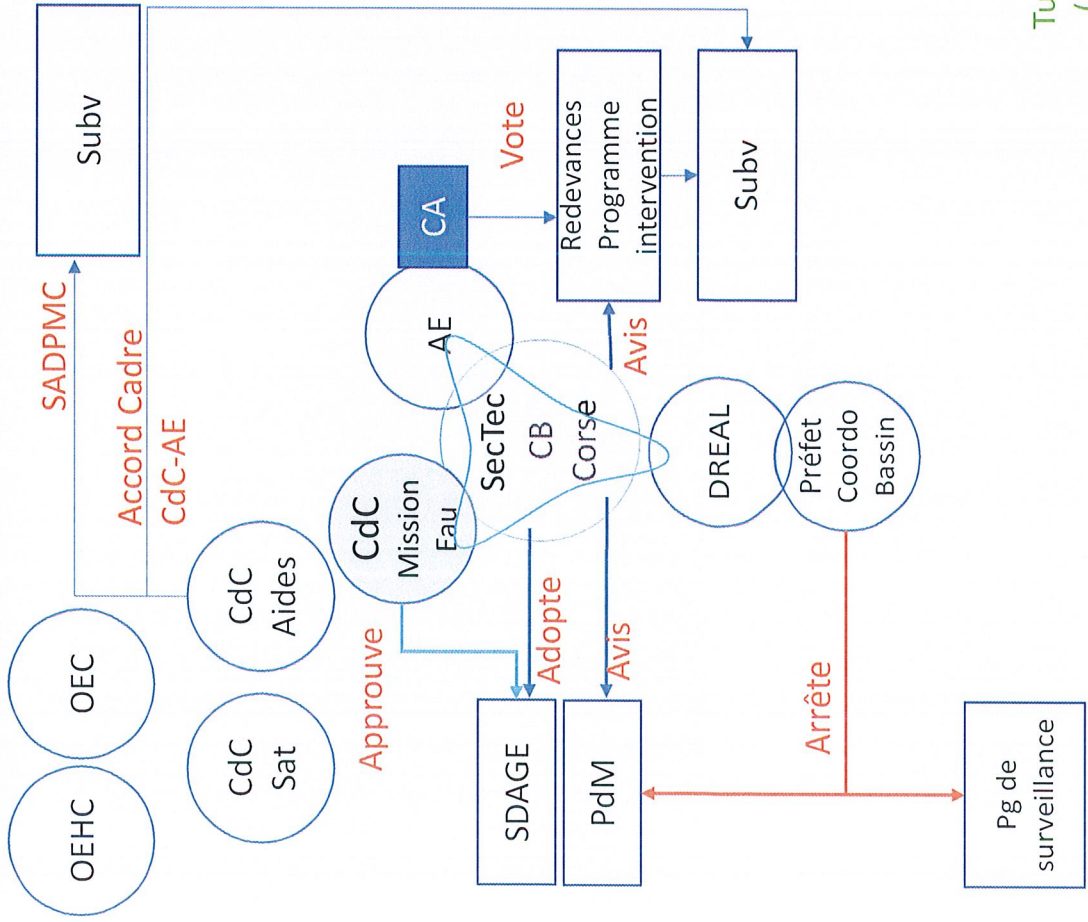 OEHC
OEC
SADPMC
Subv
Accord Cadre
CdC-AE
CdC
Sat
CdC
Aides
Approuve
CdC
Mission
Eau
AE
CA
Vote
SecTec
CB
Corse
SDAGE
Adopte
PdM
Avis
Avis
Redevances
Programme
intervention
Subv
DREAL
Préfet
Coordo
Bassin
Arrête
Pg de
surveillance
Tu